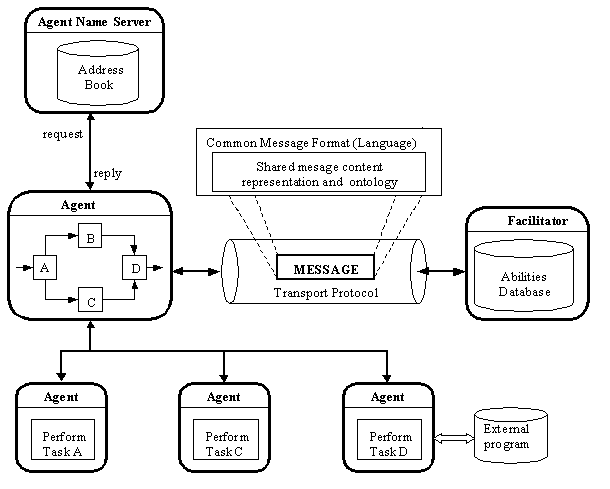 Agent Name Server
Address
Book
request
reply
Common Message Format (Language)
Shared mesage content
representation and ontology
Agent
A
B
C
D
MESSAGE
Transport Protocol
Facilitator
Abilities
Database
Agent
Perform
Task A
Agent
Perform
Task C
Agent
Perform
Task D
External
program